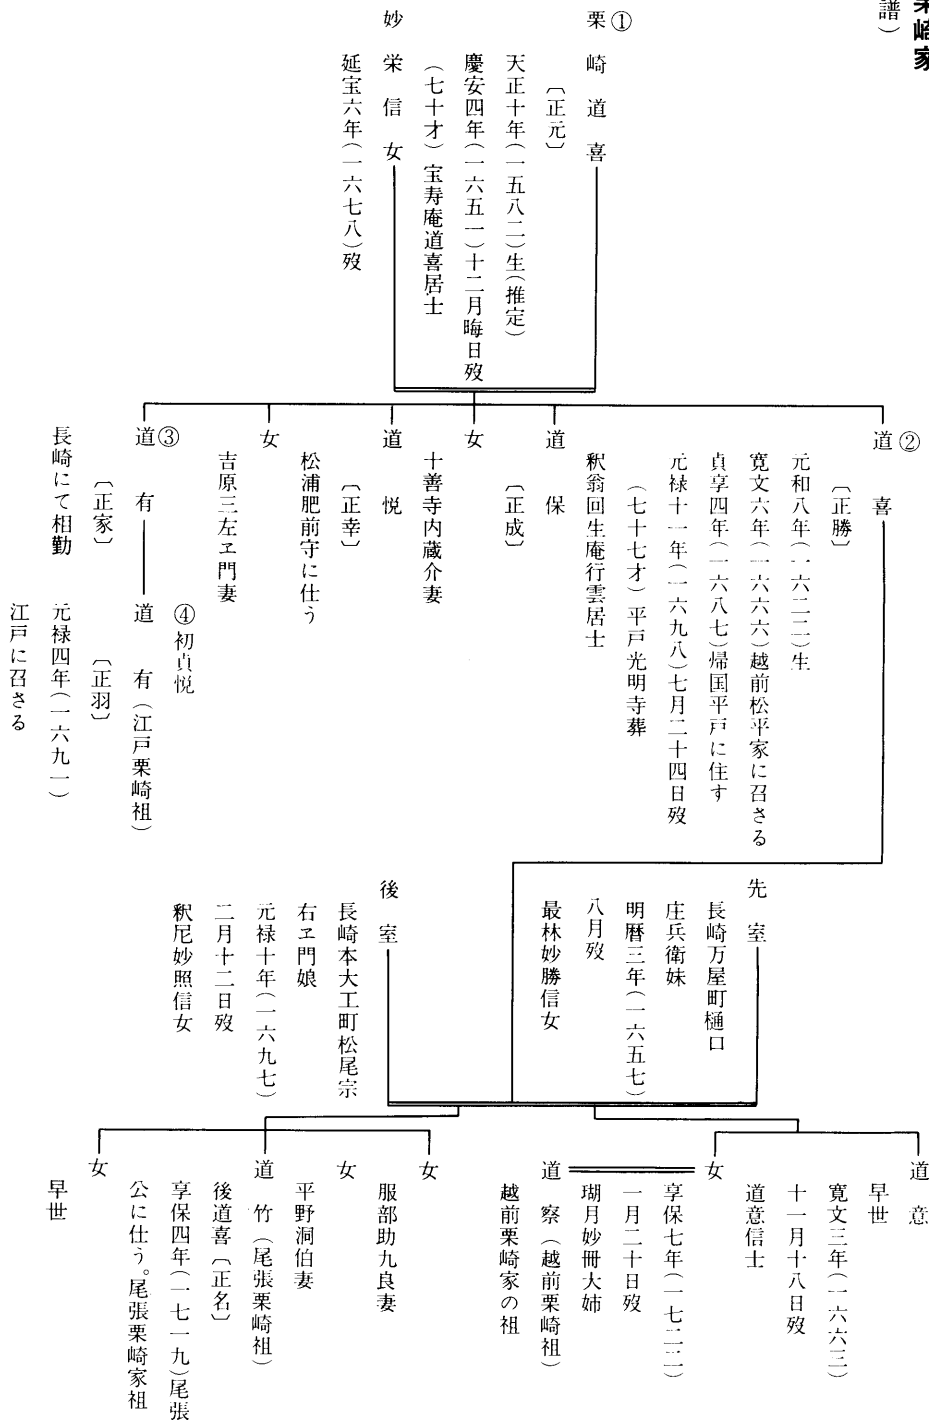 栗崎家
譜）
①
栗崎道喜
〔正元〕
天正十年（一五八二）生（推定）
慶安四年（一六五一）十二月晦日歿
（七十才）宝寿庵道喜居士
妙栄信女
延宝六年（一六七八）歿
②
道喜
〔正勝〕
元和八年（一六二二）生
寛文六年（一六六六）越前松平家に召さる
貞享四年（一六八七）帰国平戸に住す
元禄十一年（一六九八）七月二十四日歿
（七十七才）平戸光明寺葬
釈翁回生庵行雲居士
道保
〔正成〕
女
十善寺内蔵介妻
道悦
〔正幸〕
松浦肥前守に仕う
女
吉原三左ヱ門妻
③
道有
〔正家〕
長崎にて相勤
④初貞悦
道有（江戸栗崎祖）
〔正羽〕
元禄四年（一六九一）
江戸に召さる
先室
長崎万屋町樋口
庄兵衛妹
明暦三年（一六五七）
八月歿
最林妙勝信女
後室
長崎本大工町松尾宗
右ヱ門娘
元禄十年（一六九七）
二月十二日歿
釈尼妙照信女
道意
早世
寛文三年（一六六三）
十一月十八日歿
道意信士
女
享保七年（一七二二）
一月二十日歿
瑚月妙冊大姉
道察（越前栗崎祖）
越前栗崎家の祖
女
服部助九良妻
女
平野洞伯妻
道竹（尾張栗崎祖）
後道喜〔正名〕
享保四年（一七一九）尾張
公に仕う。尾張栗崎家祖
女
早世